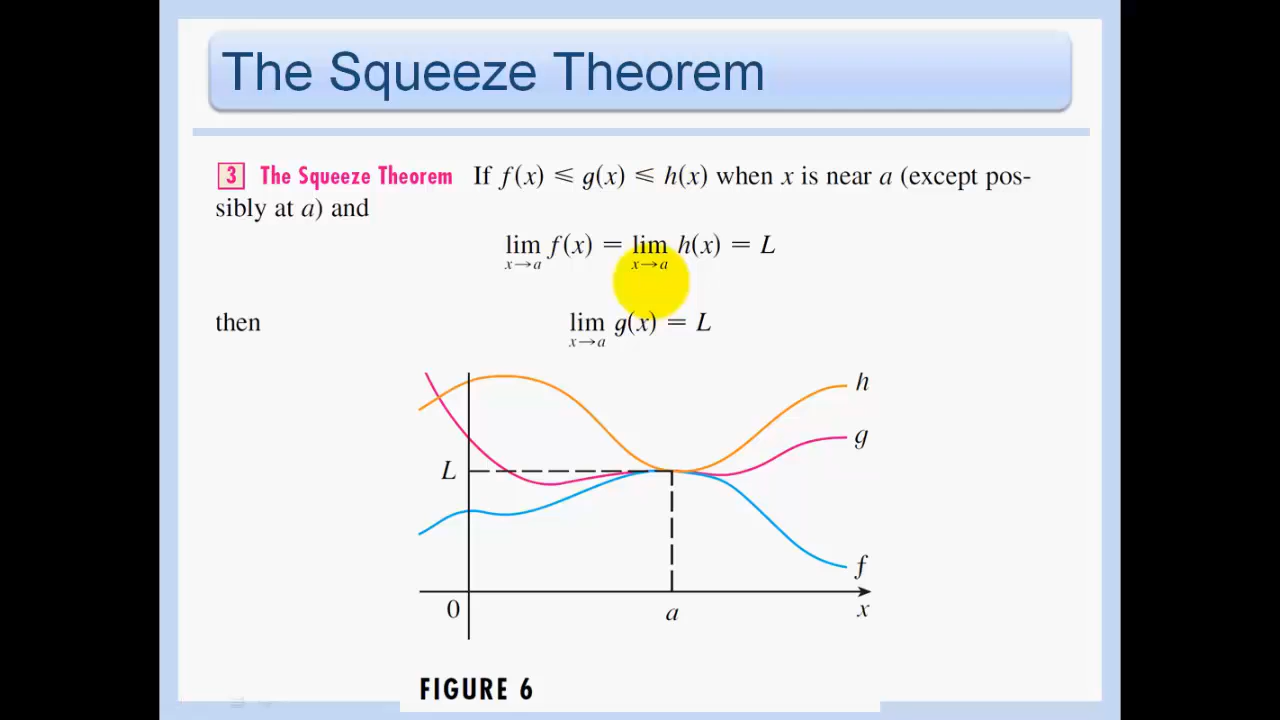 The Squeeze Theorem
3 The Squeeze Theorem If f(x) ⩽ g(x) ⩽ h(x) when x is near a (except pos-
sibly at a) and
lim f(x) = lim h(x) = L
x→a x→a
then lim g(x) = L
x→a
h
g
L
f
0 a x
FIGURE 6